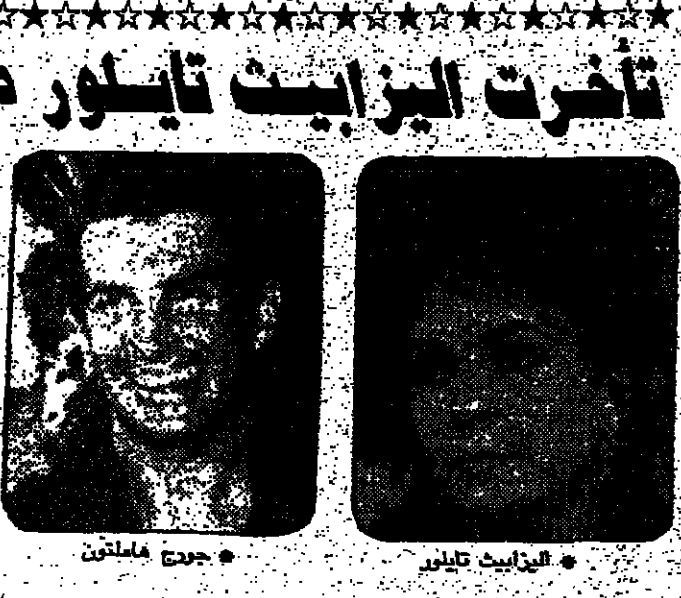 تأخرت اليزابيث تايلور
● اليزابيث تايلور
● جورج هاملتون